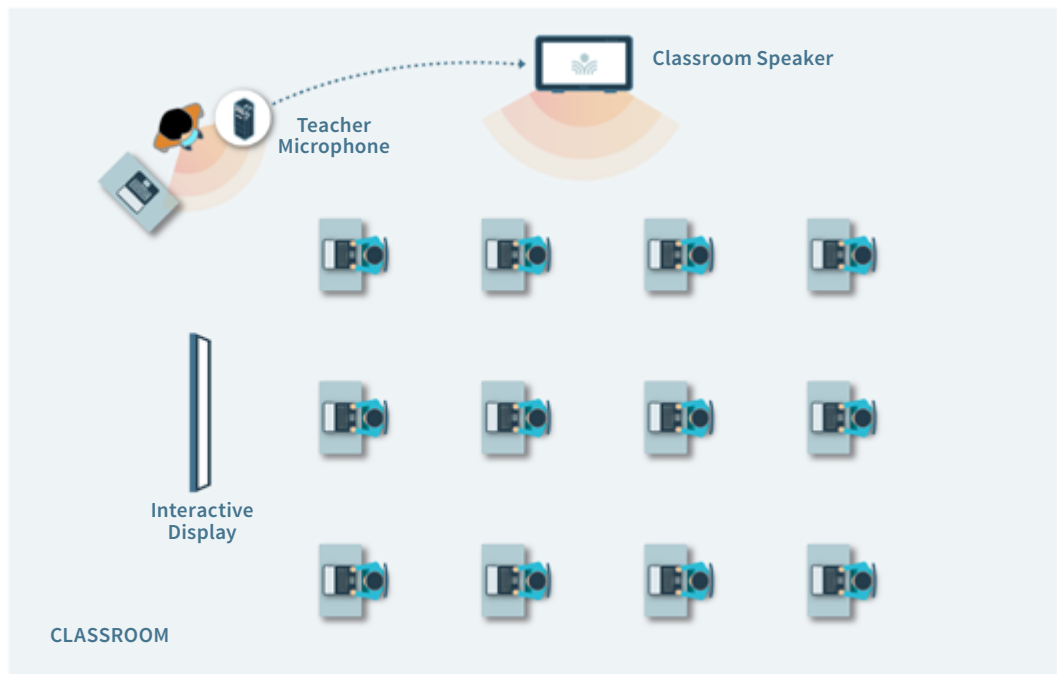 Classroom Speaker
Teacher
Microphone
Interactive
Display
CLASSROOM